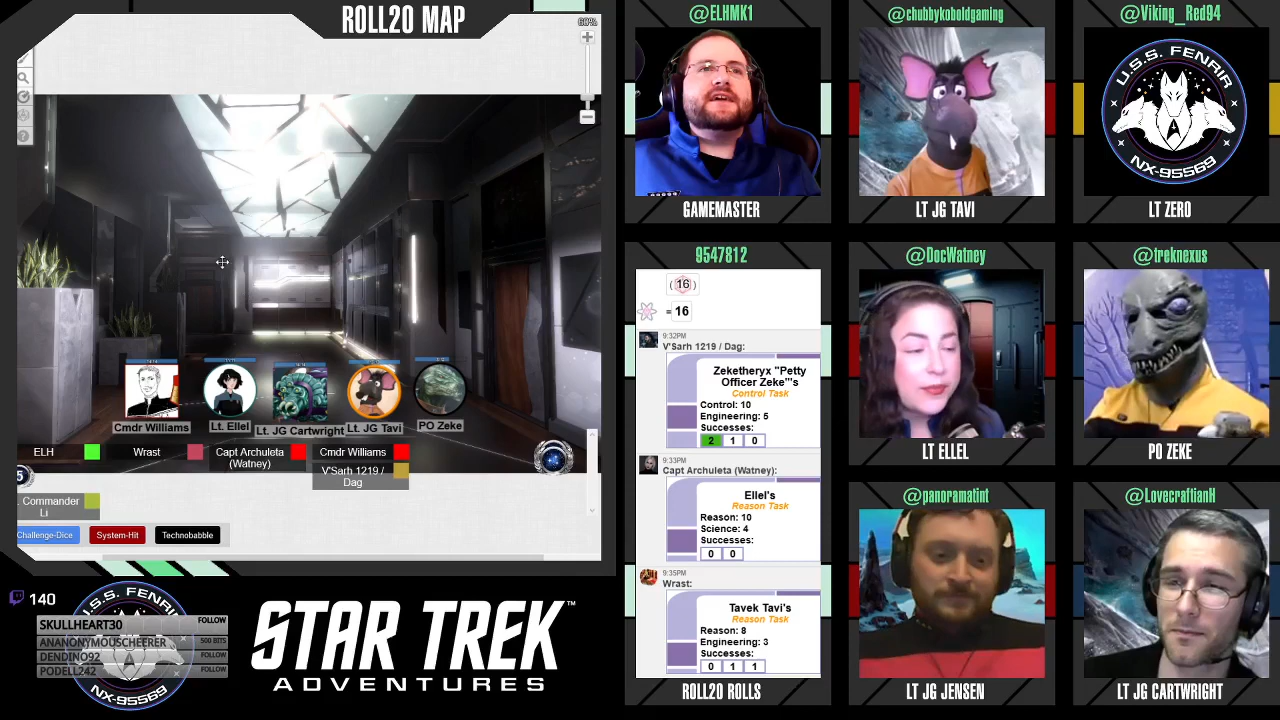 ROLL20 MAP
60%
Cmdr Williams
Lt. Ellel
Lt. JG Cartwright
Lt. JG Tavi
PO Zeke
ELH
Wrast
Capt Archuleta
(Watney)
Cmdr Williams
V'Sarh 1219 /
Dag
5
. Commander
Li
Challenge-Dice
System-Hit
Technobabble
140
U.S.S. FENRIR
SKULLHEART30
FOLLOW
ANANONYMOUSCHEERER
500 BITS
DENDINO92
FOLLOW
PODELL242
FOLLOW
NX-95569
STAR TREK™
ADVENTURES
@ELHMK1
GAMEMASTER
@chubbykoboldgaming
LT JG TAVI
@Viking_Red94
U.S.S. FENRIR
NX-95569
LT ZERO
9547812
(16)
= 16
9:32PM
V'Sarh 1219 / Dag:
Zeketheryx "Petty
Officer Zeke"'s
Control Task
Control: 10
Engineering: 5
Successes:
2 1 0
9:33PM
Capt Archuleta (Watney):
Ellel's
Reason Task
Reason: 10
Science: 4
Successes:
0 0
9:35PM
Wrast:
Tavek Tavi's
Reason Task
Reason: 8
Engineering: 3
Successes:
0 1 1
ROLL20 ROLLS
@DocWatney
LT ELLEL
@treknexus
PO ZEKE
@panoramatint
LT JG JENSEN
@LovecraftianH
LT JG CARTWRIGHT